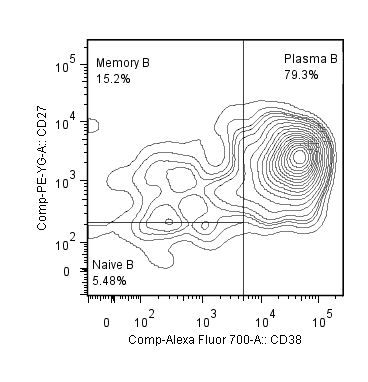 Memory B
15.2%
Plasma B
79.3%
Naive B
5.48%
10^5
10^4
10^3
10^2
0
Comp-PE-YG-A:: CD27
0 10^2 10^3 10^4 10^5
Comp-Alexa Fluor 700-A:: CD38